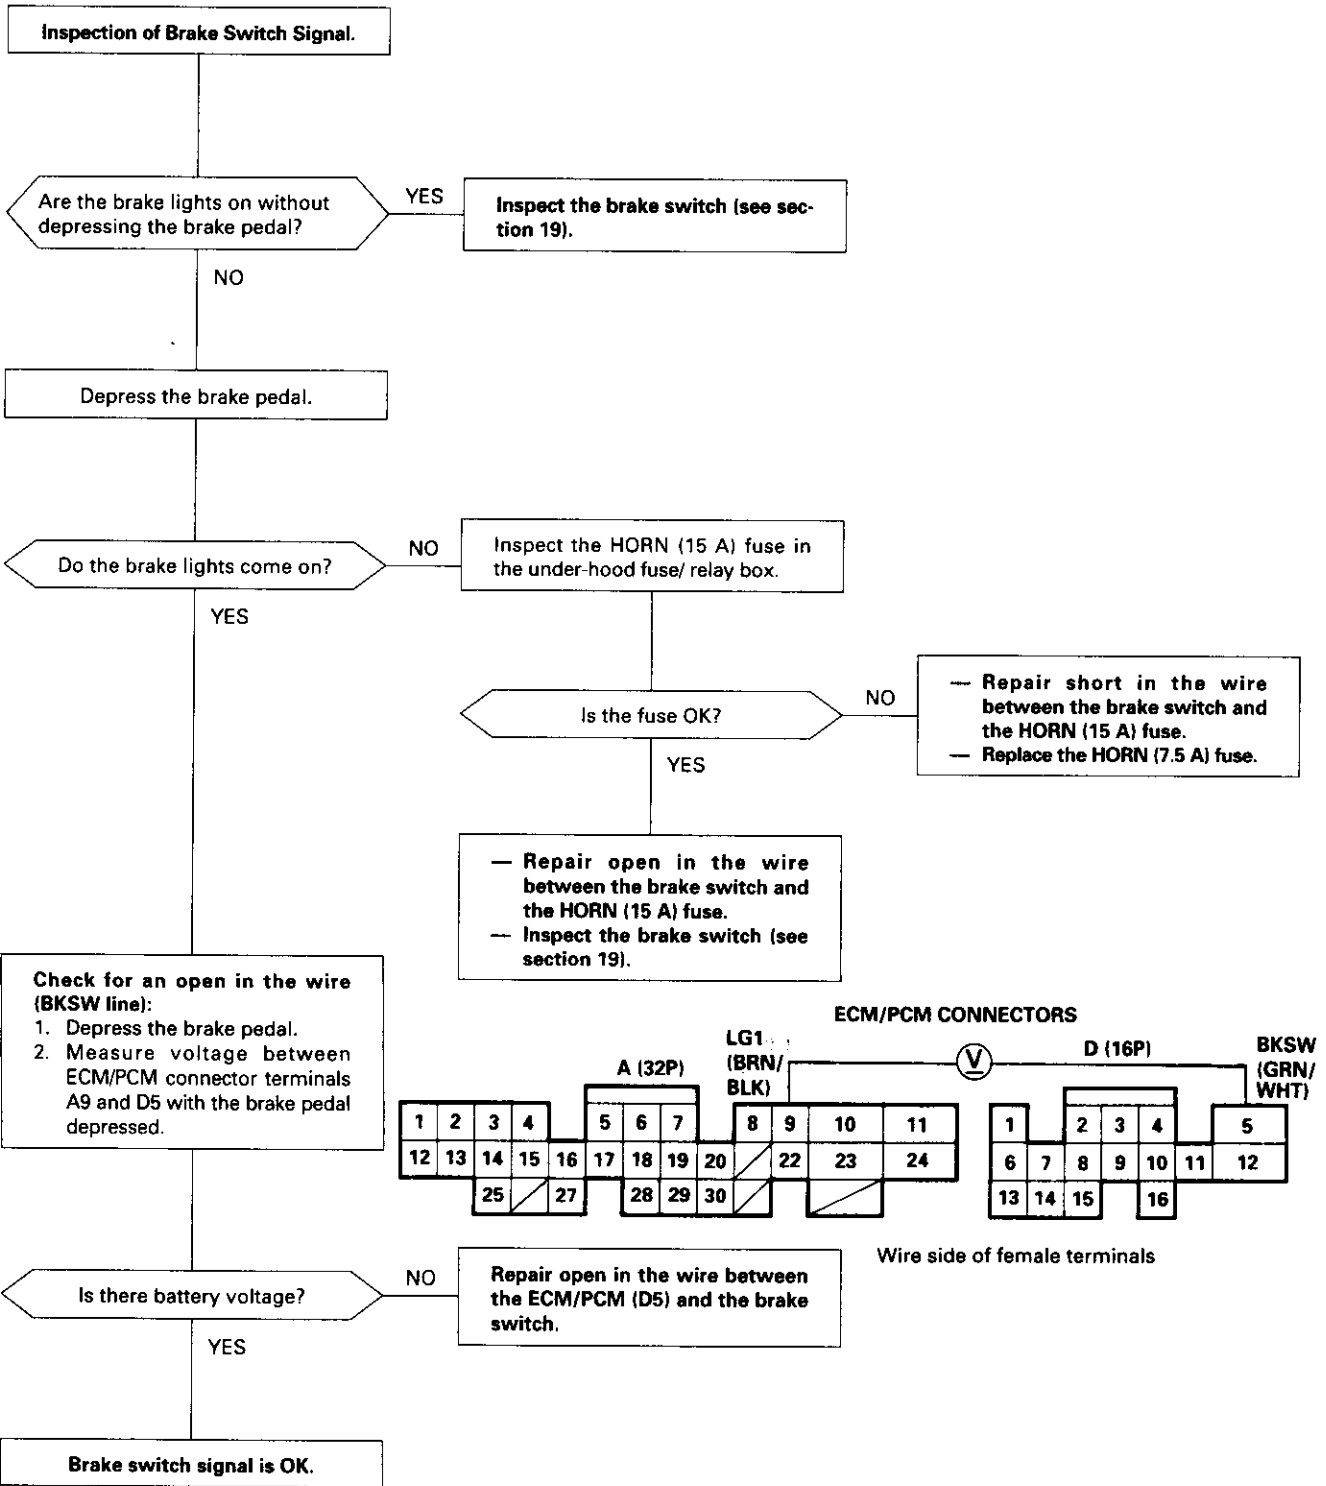 Inspection of Brake Switch Signal.
Are the brake lights on without
depressing the brake pedal?
YES
Inspect the brake switch (see sec-
tion 19).
NO
Depress the brake pedal.
Do the brake lights come on?
NO
Inspect the HORN (15 A) fuse in
the under-hood fuse/ relay box.
YES
Is the fuse OK?
NO
— Repair short in the wire
between the brake switch and
the HORN (15 A) fuse.
— Replace the HORN (7.5 A) fuse.
YES
— Repair open in the wire
between the brake switch and
the HORN (15 A) fuse.
— Inspect the brake switch (see
section 19).
Check for an open in the wire
(BKSW line):
1. Depress the brake pedal.
2. Measure voltage between
ECM/PCM connector terminals
A9 and D5 with the brake pedal
depressed.
ECM/PCM CONNECTORS
A (32P)
LG1
(BRN/
BLK)
V
D (16P)
BKSW
(GRN/
WHT)
1 2 3 4 5 6 7 8 9 10 11
12 13 14 15 16 17 18 19 20 22 23 24
25 27 28 29 30
1 2 3 4 5
6 7 8 9 10 11 12
13 14 15 16
Wire side of female terminals
Is there battery voltage?
NO
Repair open in the wire between
the ECM/PCM (D5) and the brake
switch.
YES
Brake switch signal is OK.